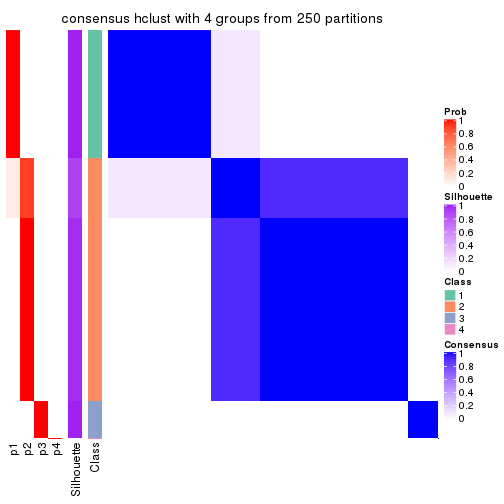 consensus hclust with 4 groups from 250 partitions
Prob
1
0.8
0.6
0.4
0.2
0
Silhouette
1
0.8
0.6
0.4
0.2
0
Class
1
2
3
4
Consensus
1
0.8
0.6
0.4
0.2
0
p1
p2
p3
p4
Silhouette
Class